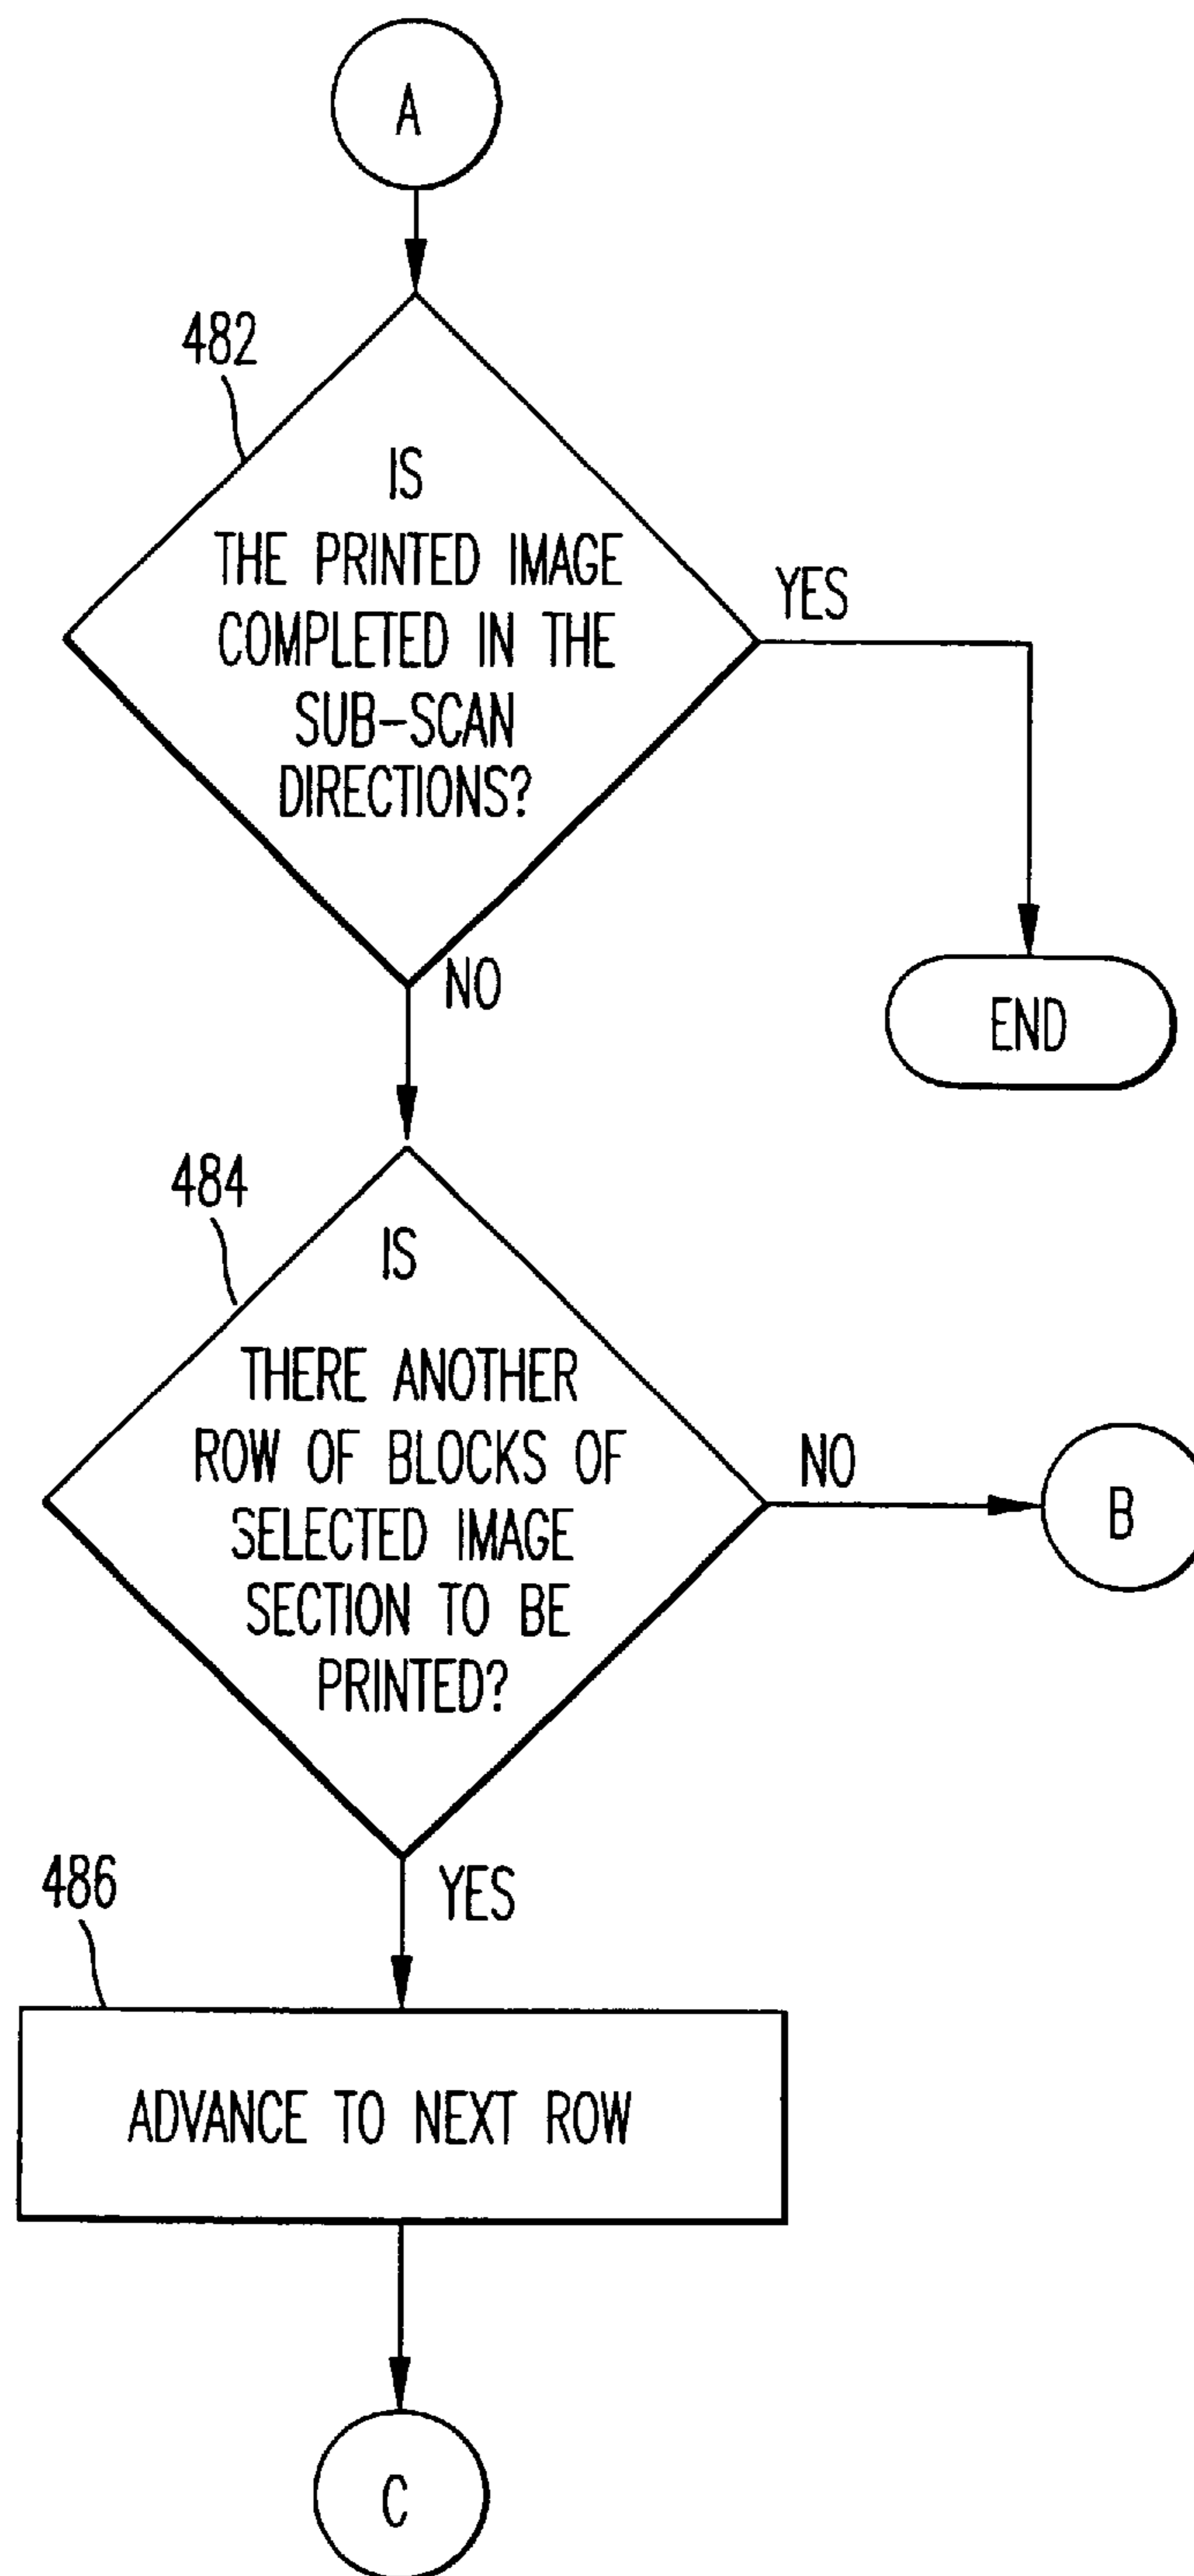 A
482
IS
THE PRINTED IMAGE
COMPLETED IN THE
SUB-SCAN
DIRECTIONS?
YES
NO
END
484
IS
THERE ANOTHER
ROW OF BLOCKS OF
SELECTED IMAGE
SECTION TO BE
PRINTED?
NO
B
YES
486
ADVANCE TO NEXT ROW
C